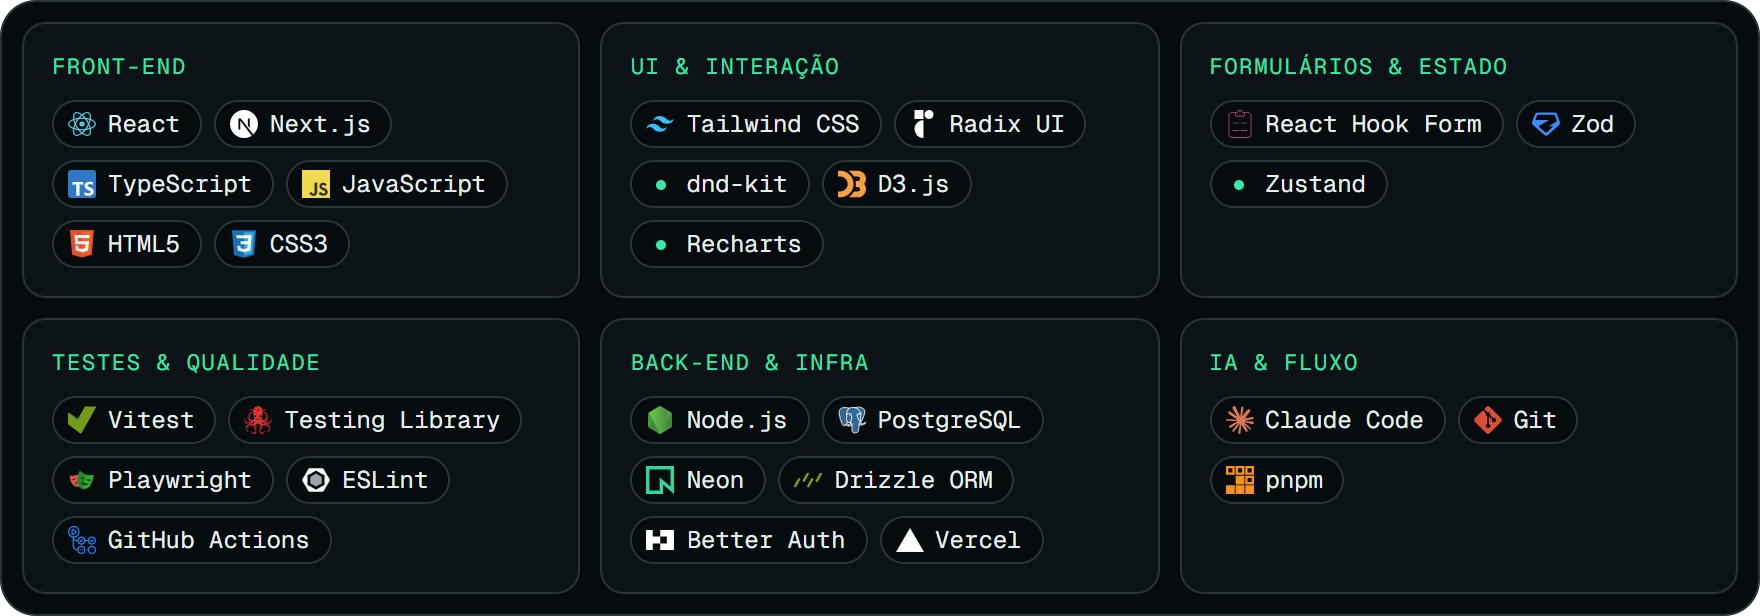 FRONT-END
React
Next.js
TypeScript
JavaScript
HTML5
CSS3
UI & INTERAÇÃO
Tailwind CSS
Radix UI
dnd-kit
D3.js
Recharts
FORMULÁRIOS & ESTADO
React Hook Form
Zod
Zustand
TESTES & QUALIDADE
Vitest
Testing Library
Playwright
ESLint
GitHub Actions
BACK-END & INFRA
Node.js
PostgreSQL
Neon
Drizzle ORM
Better Auth
Vercel
IA & FLUXO
Claude Code
Git
pnpm